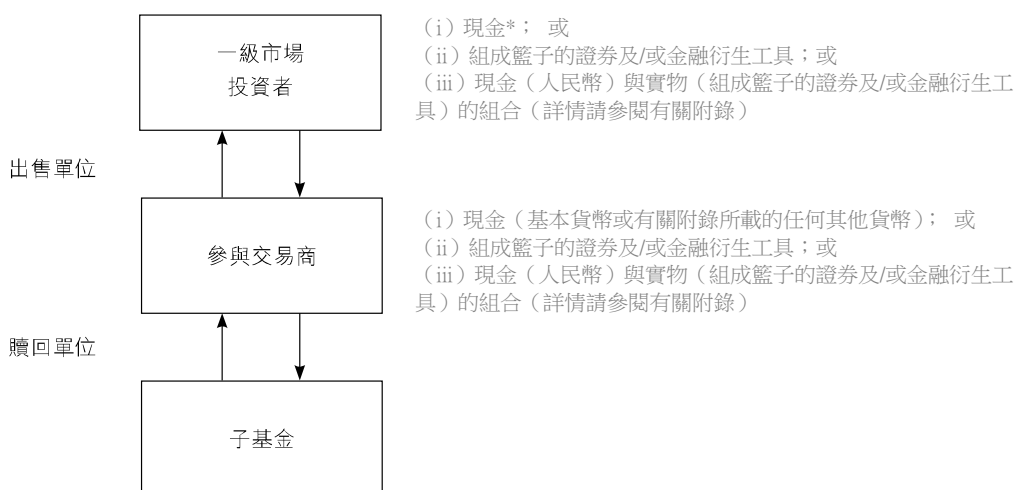 一級市場
投資者
（i）現金*； 或
（ii）組成籃子的證券及/或金融衍生工具；或
（iii）現金（人民幣）與實物（組成籃子的證券及/或金融衍生工
具）的組合（詳情請參閱有關附錄）
出售單位
參與交易商
（i）現金（基本貨幣或有關附錄所載的任何其他貨幣）； 或
（ii）組成籃子的證券及/或金融衍生工具；或
（iii）現金（人民幣）與實物（組成籃子的證券及/或金融衍生工
具）的組合（詳情請參閱有關附錄）
贖回單位
子基金